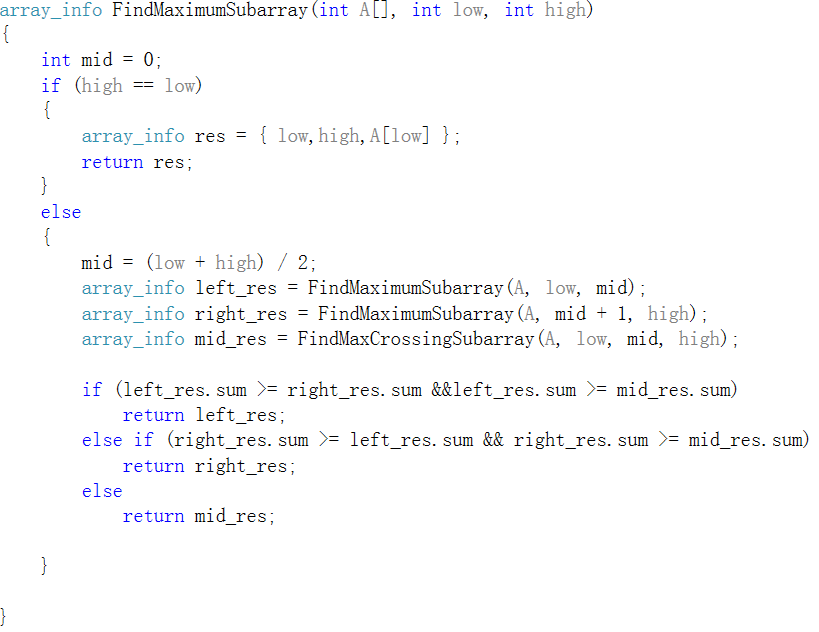 array_info FindMaximumSubarray(int A[], int low, int high)
{
    int mid = 0;
    if (high == low)
    {
        array_info res = { low,high,A[low] };
        return res;
    }
    else
    {
        mid = (low + high) / 2;
        array_info left_res = FindMaximumSubarray(A, low, mid);
        array_info right_res = FindMaximumSubarray(A, mid + 1, high);
        array_info mid_res = FindMaxCrossingSubarray(A, low, mid, high);

        if (left_res.sum >= right_res.sum &&left_res.sum >= mid_res.sum)
            return left_res;
        else if (right_res.sum >= left_res.sum && right_res.sum >= mid_res.sum)
            return right_res;
        else
            return mid_res;

    }

}